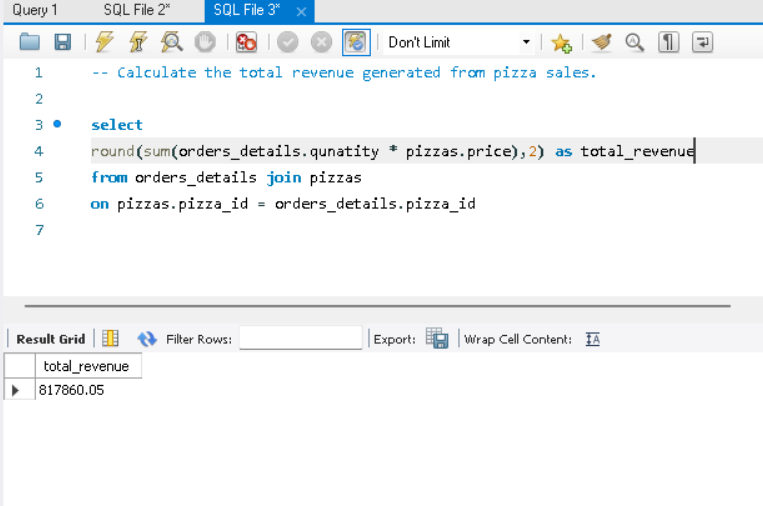 Query 1 SQL File 2* SQL File 3* ×
Don't Limit
1 -- Calculate the total revenue generated from pizza sales.
2
3 select
4 round(sum(orders_details.qunatity * pizzas.price),2) as total_revenue
5 from orders_details join pizzas
6 on pizzas.pizza_id = orders_details.pizza_id
7
Result Grid Filter Rows: Export: Wrap Cell Content:
total_revenue
817860.05